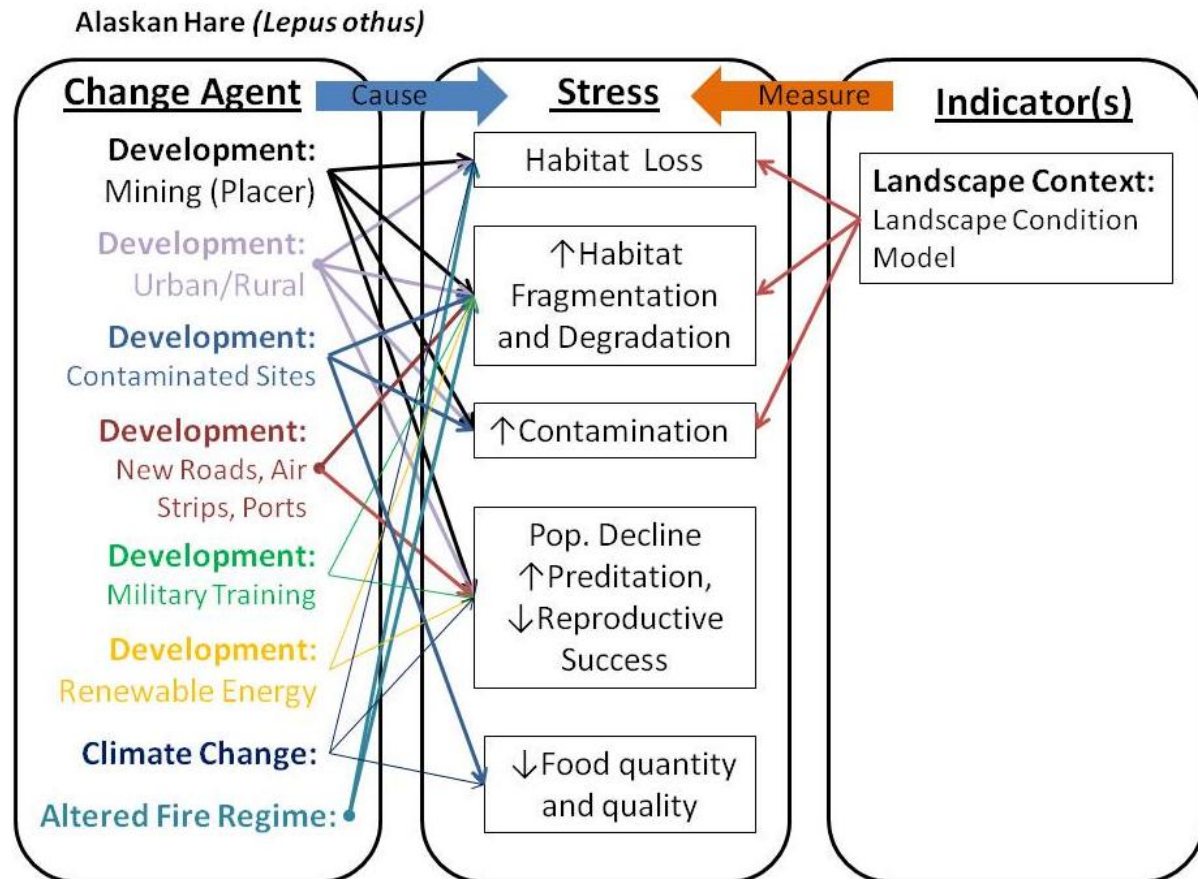 Alaskan Hare (Lepus othus)
Change Agent
Cause
Stress
Measure
Indicator(s)
Development:
Mining (Placer)
Development:
Urban/Rural
Development:
Contaminated Sites
Development:
New Roads, Air
Strips, Ports
Development:
Military Training
Development:
Renewable Energy
Climate Change:
Altered Fire Regime:
Habitat Loss
↑Habitat
Fragmentation
and Degradation
↑Contamination
Pop. Decline
↑Preditation,
↓Reproductive
Success
↓Food quantity
and quality
Landscape Context:
Landscape Condition
Model